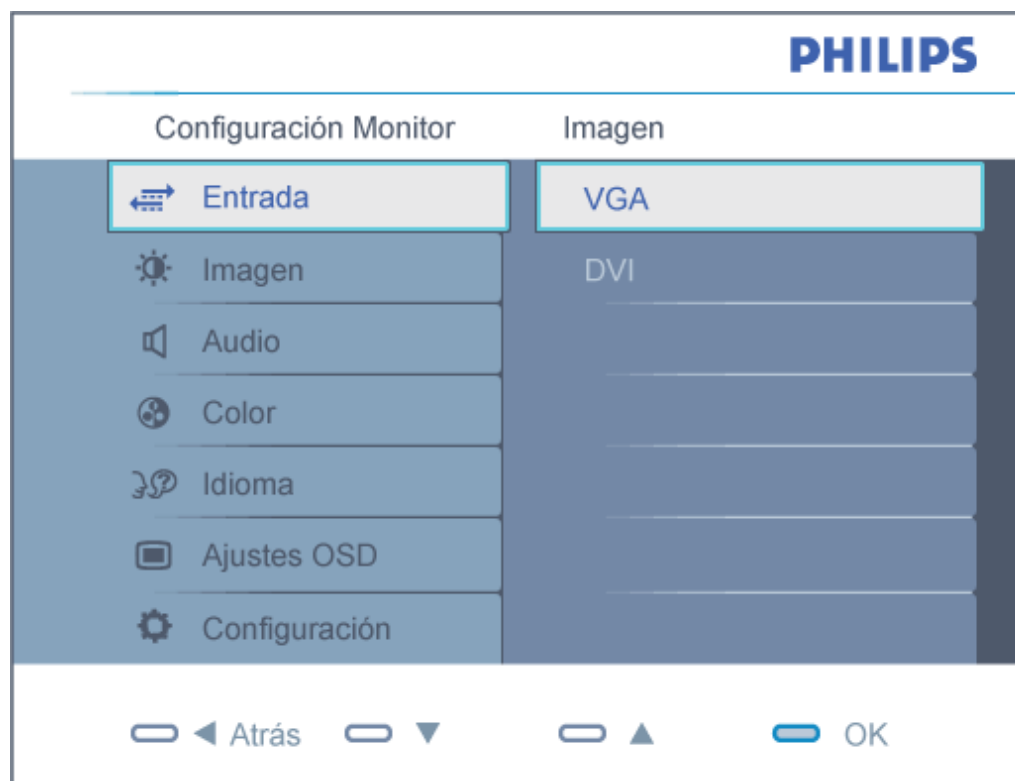 PHILIPS
Configuración Monitor Imagen
Entrada VGA
Imagen DVI
Audio
Color
Idioma
Ajustes OSD
Configuración
Atrás OK